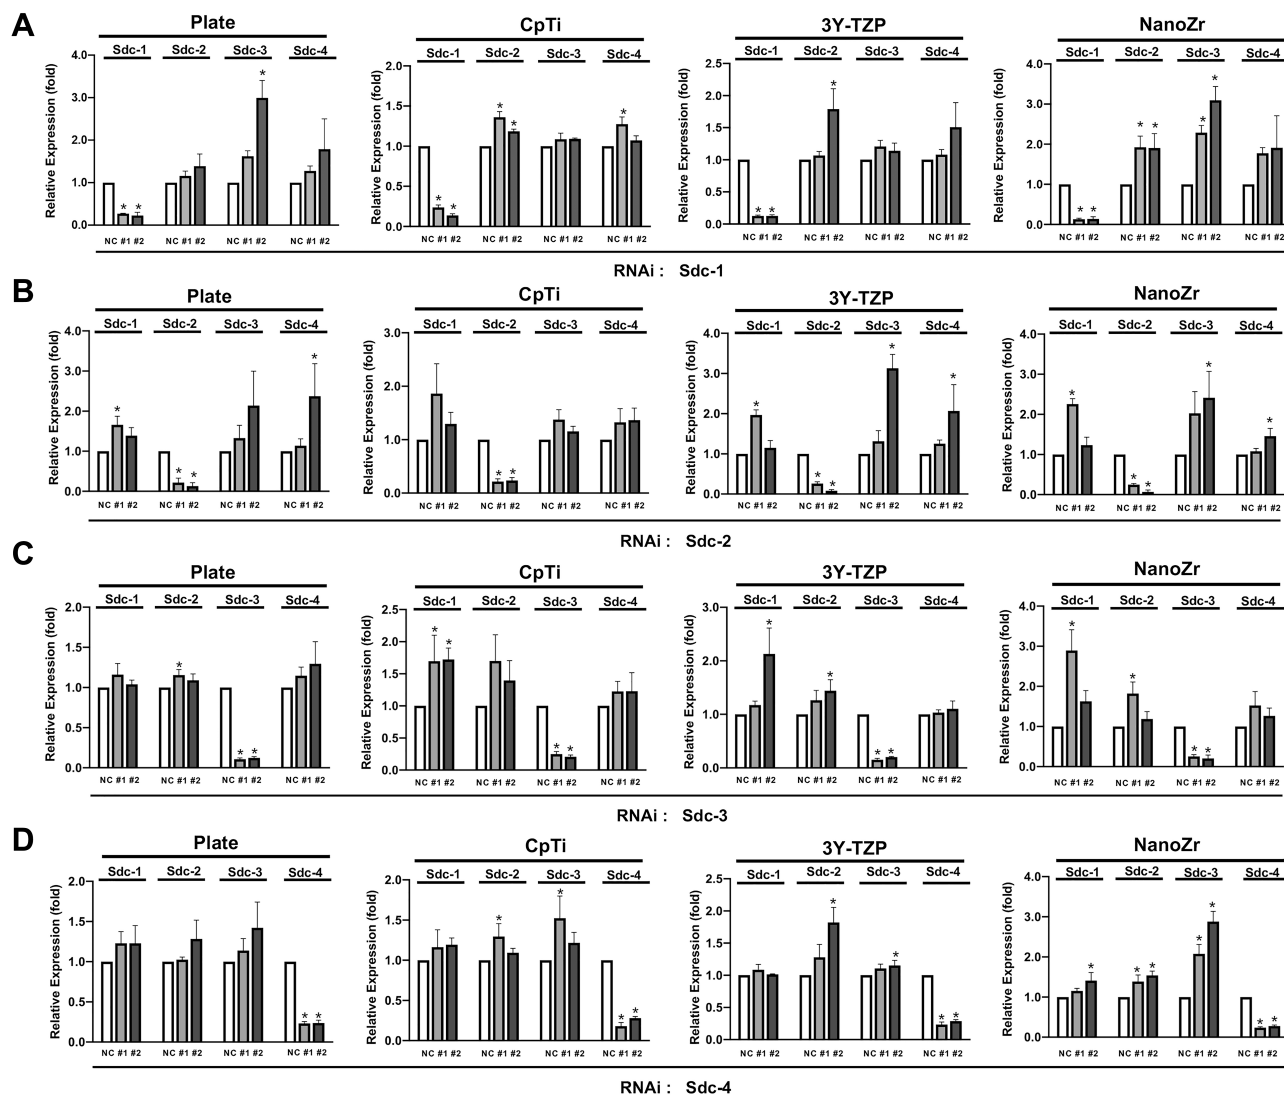 A
Plate CpTi 3Y-TZP NanoZr
Sdc-1 Sdc-2 Sdc-3 Sdc-4 Sdc-1 Sdc-2 Sdc-3 Sdc-4 Sdc-1 Sdc-2 Sdc-3 Sdc-4 Sdc-1 Sdc-2 Sdc-3 Sdc-4
Relative Expression (fold)
4.0
3.0
2.0
1.0
0.0
* * *
NC #1 #2 NC #1 #2 NC #1 #2 NC #1 #2
Relative Expression (fold)
2.0
1.5
1.0
0.5
0.0
* * * * *
NC #1 #2 NC #1 #2 NC #1 #2 NC #1 #2
Relative Expression (fold)
2.5
2.0
1.5
1.0
0.5
0.0
* * *
NC #1 #2 NC #1 #2 NC #1 #2 NC #1 #2
Relative Expression (fold)
4.0
3.0
2.0
1.0
0.0
* * * * * *
NC #1 #2 NC #1 #2 NC #1 #2 NC #1 #2
RNAi : Sdc-1
B
Plate CpTi 3Y-TZP NanoZr
Sdc-1 Sdc-2 Sdc-3 Sdc-4 Sdc-1 Sdc-2 Sdc-3 Sdc-4 Sdc-1 Sdc-2 Sdc-3 Sdc-4 Sdc-1 Sdc-2 Sdc-3 Sdc-4
Relative Expression (fold)
4.0
3.0
2.0
1.0
0.0
* * * *
NC #1 #2 NC #1 #2 NC #1 #2 NC #1 #2
Relative Expression (fold)
3.0
2.0
1.0
0.0
* *
NC #1 #2 NC #1 #2 NC #1 #2 NC #1 #2
Relative Expression (fold)
4.0
3.0
2.0
1.0
0.0
* * * * *
NC #1 #2 NC #1 #2 NC #1 #2 NC #1 #2
Relative Expression (fold)
4.0
3.0
2.0
1.0
0.0
* * * * *
NC #1 #2 NC #1 #2 NC #1 #2 NC #1 #2
RNAi : Sdc-2
C
Plate CpTi 3Y-TZP NanoZr
Sdc-1 Sdc-2 Sdc-3 Sdc-4 Sdc-1 Sdc-2 Sdc-3 Sdc-4 Sdc-1 Sdc-2 Sdc-3 Sdc-4 Sdc-1 Sdc-2 Sdc-3 Sdc-4
Relative Expression (fold)
2.0
1.5
1.0
0.5
0.0
* * *
NC #1 #2 NC #1 #2 NC #1 #2 NC #1 #2
Relative Expression (fold)
2.5
2.0
1.5
1.0
0.5
0.0
* * * *
NC #1 #2 NC #1 #2 NC #1 #2 NC #1 #2
Relative Expression (fold)
3.0
2.0
1.0
0.0
* * * *
NC #1 #2 NC #1 #2 NC #1 #2 NC #1 #2
Relative Expression (fold)
4.0
3.0
2.0
1.0
0.0
* * * *
NC #1 #2 NC #1 #2 NC #1 #2 NC #1 #2
RNAi : Sdc-3
D
Plate CpTi 3Y-TZP NanoZr
Sdc-1 Sdc-2 Sdc-3 Sdc-4 Sdc-1 Sdc-2 Sdc-3 Sdc-4 Sdc-1 Sdc-2 Sdc-3 Sdc-4 Sdc-1 Sdc-2 Sdc-3 Sdc-4
Relative Expression (fold)
2.0
1.5
1.0
0.5
0.0
* *
NC #1 #2 NC #1 #2 NC #1 #2 NC #1 #2
Relative Expression (fold)
2.0
1.5
1.0
0.5
0.0
* * * *
NC #1 #2 NC #1 #2 NC #1 #2 NC #1 #2
Relative Expression (fold)
2.5
2.0
1.5
1.0
0.5
0.0
* * * *
NC #1 #2 NC #1 #2 NC #1 #2 NC #1 #2
Relative Expression (fold)
4.0
3.0
2.0
1.0
0.0
* * * * * * *
NC #1 #2 NC #1 #2 NC #1 #2 NC #1 #2
RNAi : Sdc-4